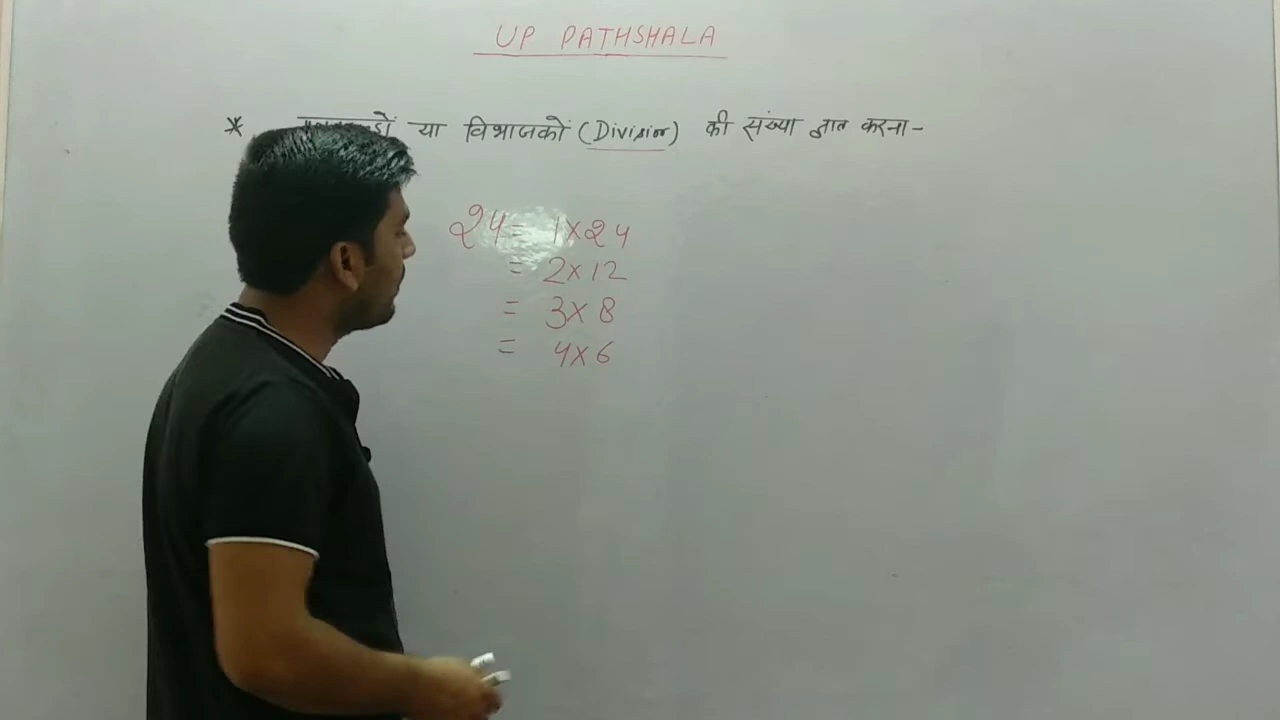 UP PATHSHALA
* या विभाजकों (Division) की संख्या ज्ञात करना-
24 = 1×24
= 2×12
= 3×8
= 4×6